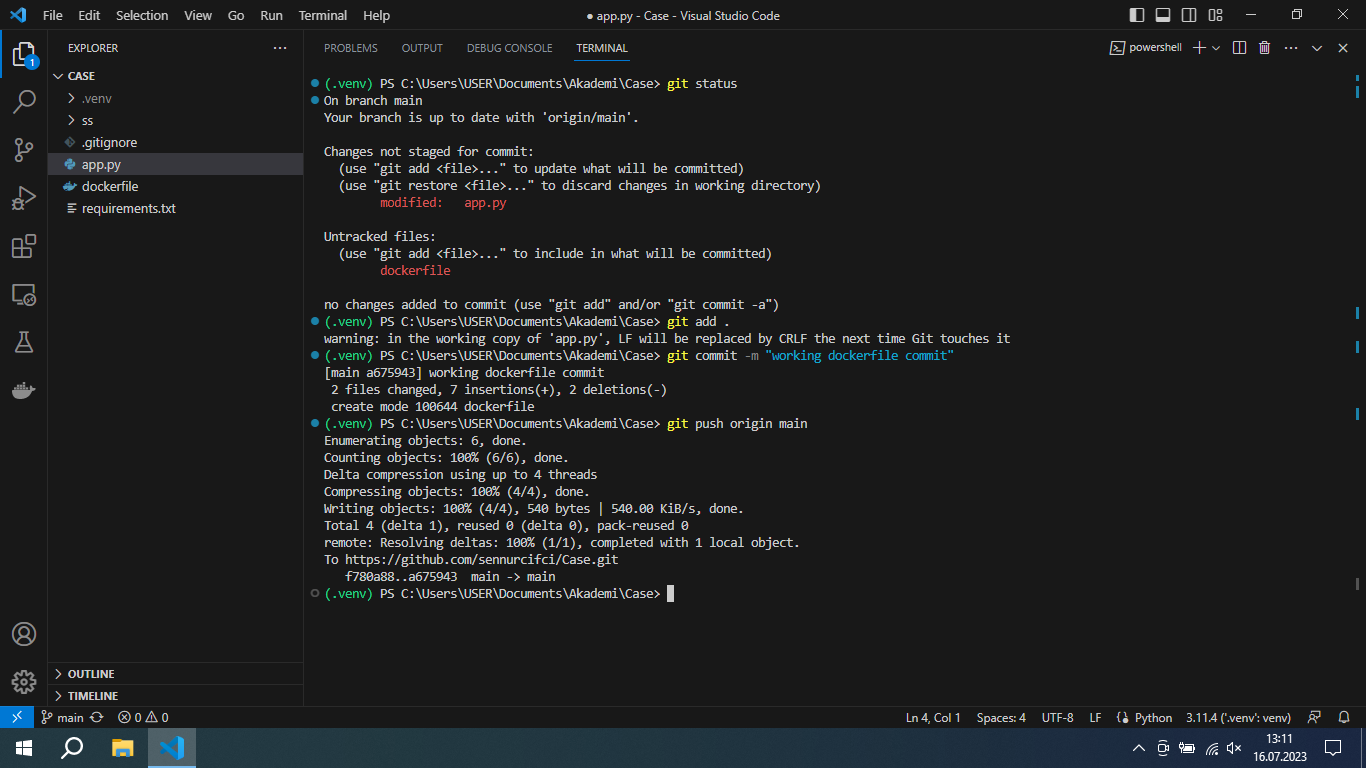 File Edit Selection View Go Run Terminal Help
● app.py - Case - Visual Studio Code
1
EXPLORER
CASE
.venv
ss
.gitignore
app.py
dockerfile
requirements.txt
OUTLINE
TIMELINE
PROBLEMS OUTPUT DEBUG CONSOLE TERMINAL
powershell
(.venv) PS C:\Users\USER\Documents\Akademi\Case> git status
On branch main
Your branch is up to date with 'origin/main'.
Changes not staged for commit:
(use "git add <file>..." to update what will be committed)
(use "git restore <file>..." to discard changes in working directory)
modified: app.py
Untracked files:
(use "git add <file>..." to include in what will be committed)
dockerfile
no changes added to commit (use "git add" and/or "git commit -a")
(.venv) PS C:\Users\USER\Documents\Akademi\Case> git add .
warning: in the working copy of 'app.py', LF will be replaced by CRLF the next time Git touches it
(.venv) PS C:\Users\USER\Documents\Akademi\Case> git commit -m "working dockerfile commit"
[main a675943] working dockerfile commit
2 files changed, 7 insertions(+), 2 deletions(-)
create mode 100644 dockerfile
(.venv) PS C:\Users\USER\Documents\Akademi\Case> git push origin main
Enumerating objects: 6, done.
Counting objects: 100% (6/6), done.
Delta compression using up to 4 threads
Compressing objects: 100% (4/4), done.
Writing objects: 100% (4/4), 540 bytes | 540.00 KiB/s, done.
Total 4 (delta 1), reused 0 (delta 0), pack-reused 0
remote: Resolving deltas: 100% (1/1), completed with 1 local object.
To https://github.com/sennurcifci/Case.git
f780a88..a675943 main -> main
(.venv) PS C:\Users\USER\Documents\Akademi\Case>
main 0 0
Ln 4, Col 1 Spaces: 4 UTF-8 LF Python 3.11.4 ('.venv': venv)
13:11
16.07.2023